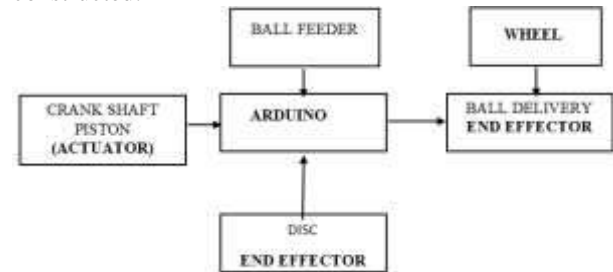 BALL FEEDER
WHEEL
CRANK SHAFT
PISTON
(ACTUATOR)
ARDUINO
BALL DELIVERY
END EFFECTOR
DISC
END EFFECTOR